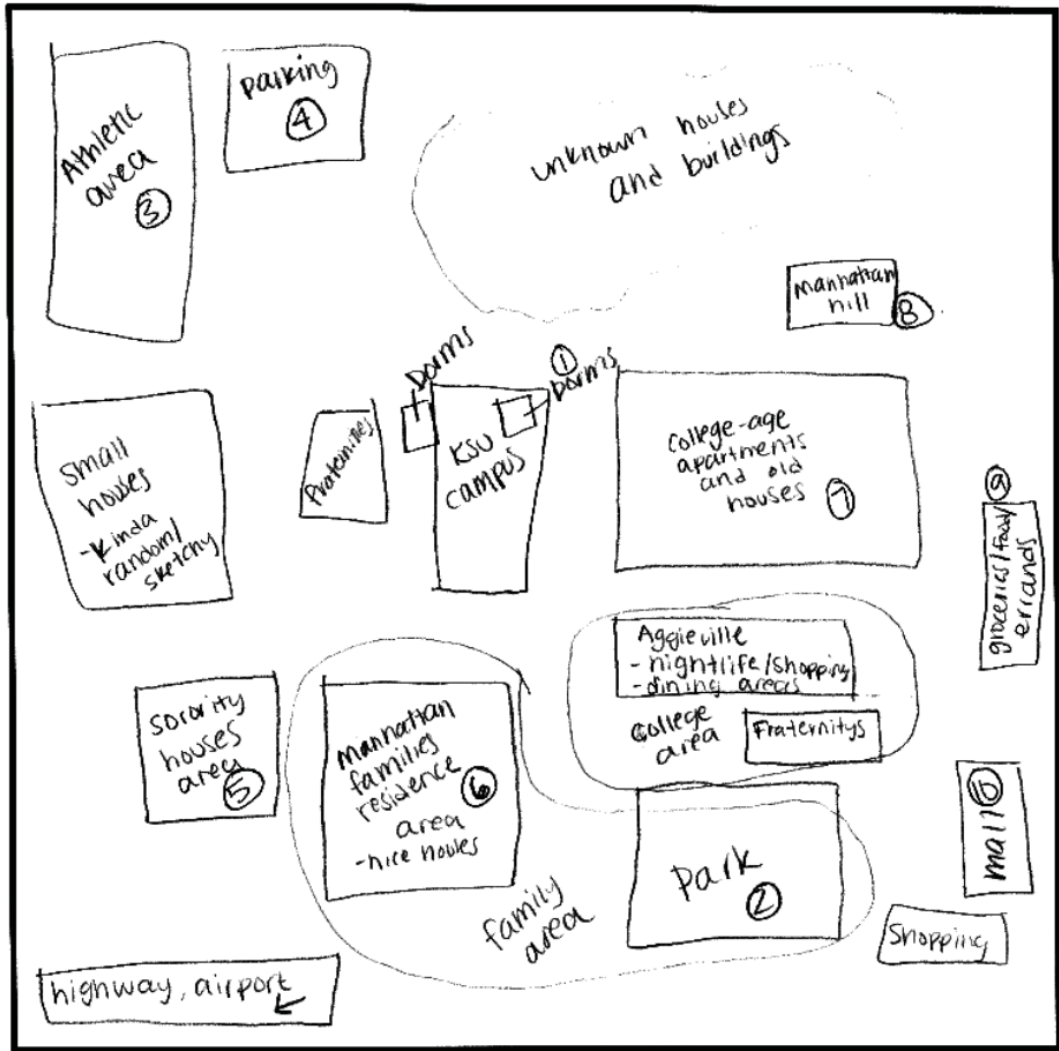 Athletic
area
3
parking
4
unknown houses
and buildings
manhattan
hill
8
Dorms
1
Dorms
small
houses
- kinda
random/
sketchy
Fraternities
KSU
campus
college-age
apartments
and old
houses
7
9
groceries/food/
errands
Aggieville
- nightlife/shopping
- dining areas
college
area
Fraternitys
sorority
houses
area
5
manhattan
families
residence
6
area
- nice houses
family
area
park
2
mall
Shopping
highway, airport